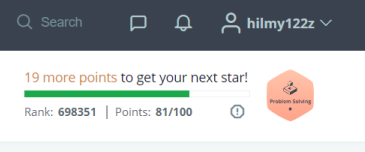 Search hilmy122z
19 more points to get your next star!
Rank: 698351 | Points: 81/100
Problem Solving